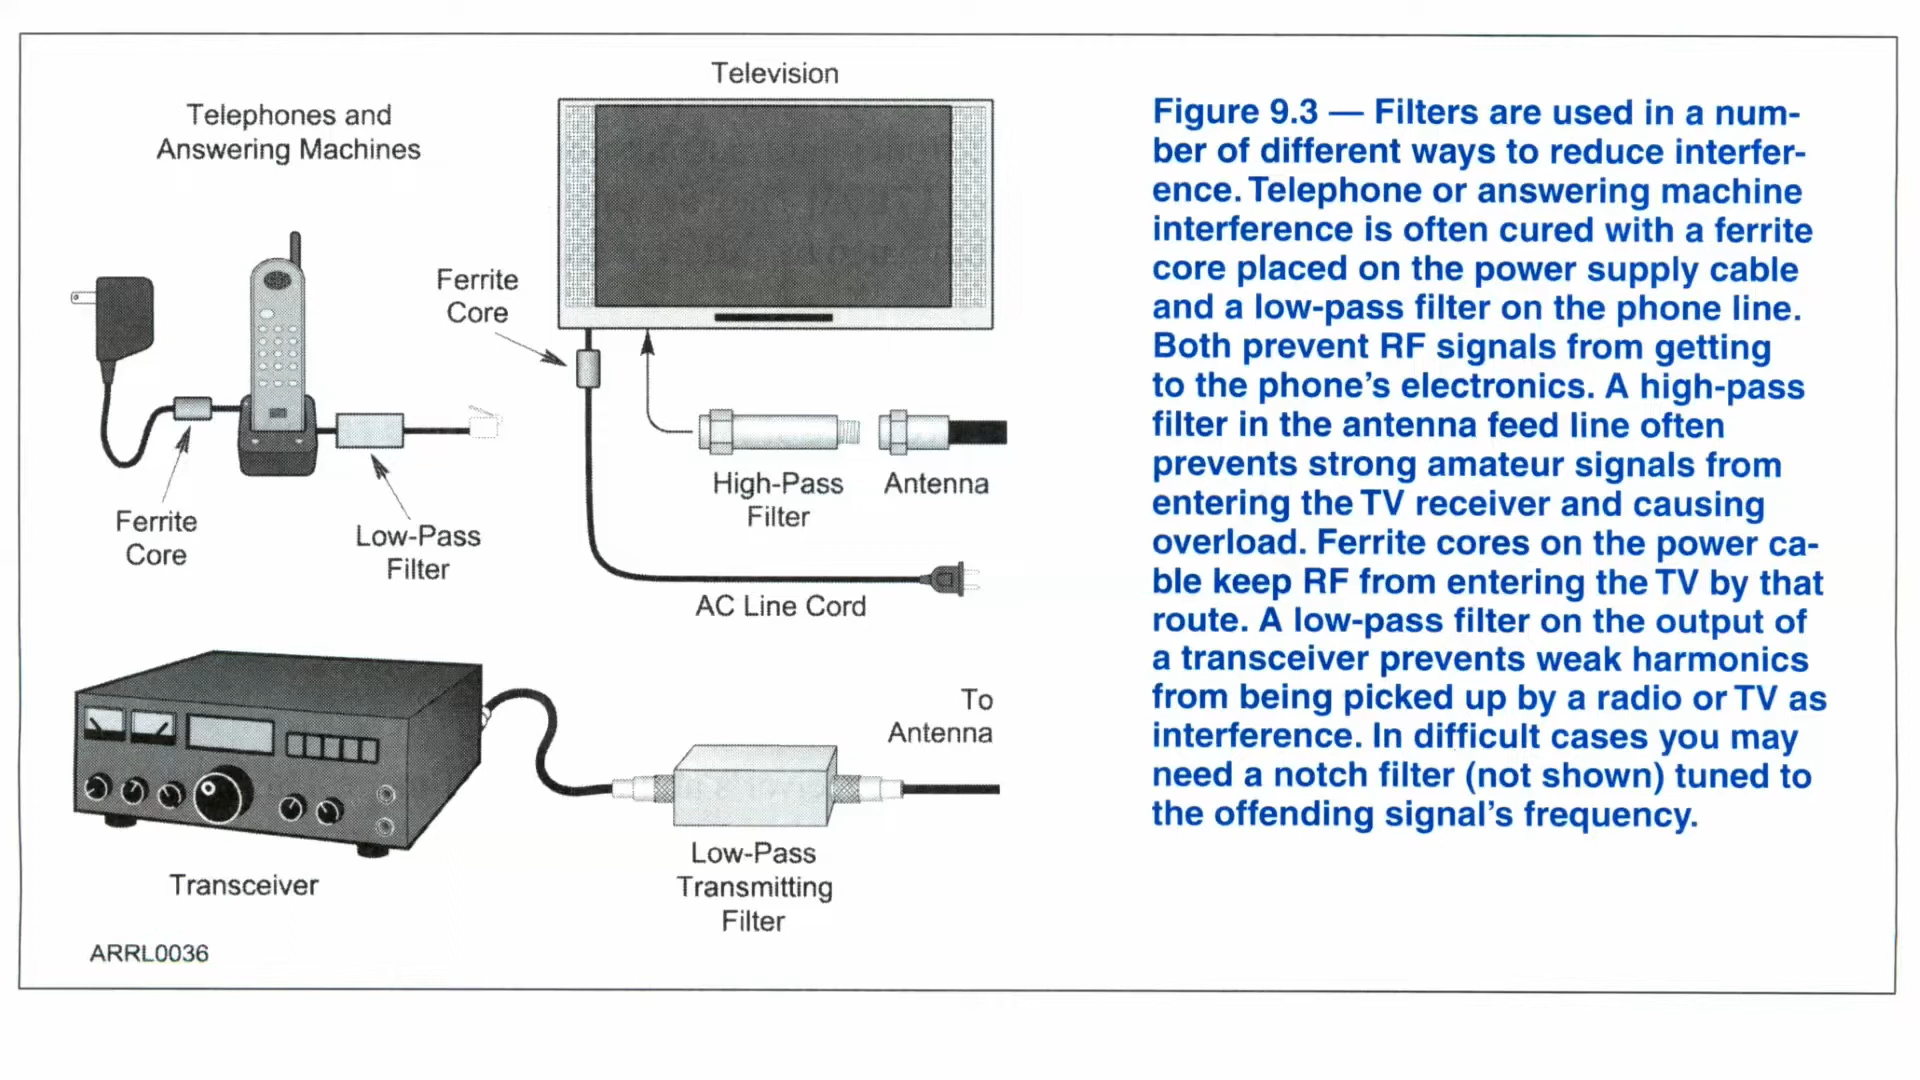 Television
Telephones and
Answering Machines
Ferrite
Core
High-Pass
Filter
Antenna
Ferrite
Core
Low-Pass
Filter
AC Line Cord
To
Antenna
Low-Pass
Transmitting
Filter
Transceiver
ARRL0036
Figure 9.3 — Filters are used in a num-
ber of different ways to reduce interfer-
ence. Telephone or answering machine
interference is often cured with a ferrite
core placed on the power supply cable
and a low-pass filter on the phone line.
Both prevent RF signals from getting
to the phone's electronics. A high-pass
filter in the antenna feed line often
prevents strong amateur signals from
entering the TV receiver and causing
overload. Ferrite cores on the power ca-
ble keep RF from entering the TV by that
route. A low-pass filter on the output of
a transceiver prevents weak harmonics
from being picked up by a radio or TV as
interference. In difficult cases you may
need a notch filter (not shown) tuned to
the offending signal's frequency.